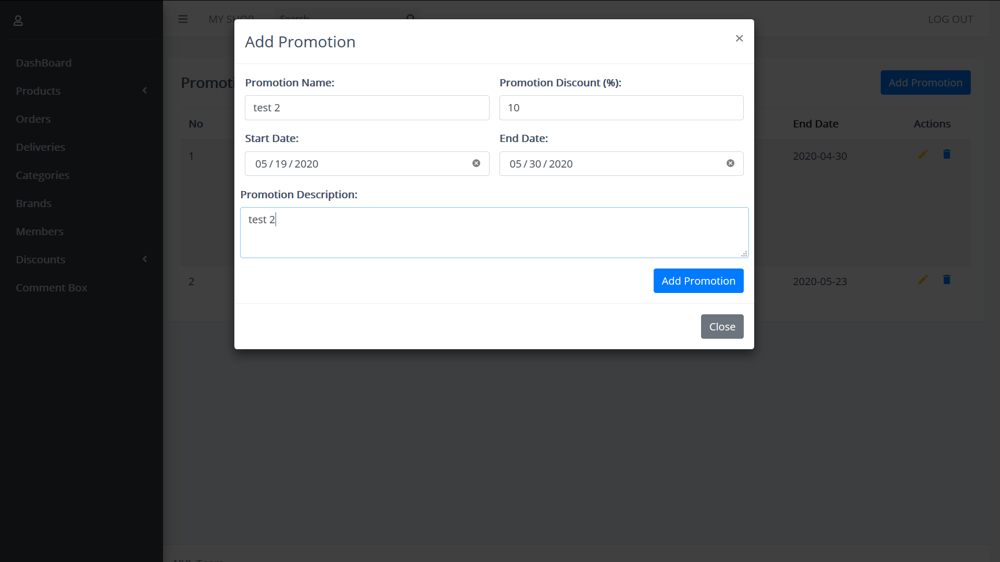 MY SHOP
Search
LOG OUT
DashBoard
Products
Orders
Deliveries
Categories
Brands
Members
Discounts
Comment Box
Add Promotion
No
End Date
Actions
1
2020-04-30
2
2020-05-23
Add Promotion
×
Promotion Name:
Promotion Discount (%):
test 2
10
Start Date:
End Date:
05/19/2020
05/30/2020
Promotion Description:
test 2
Add Promotion
Close